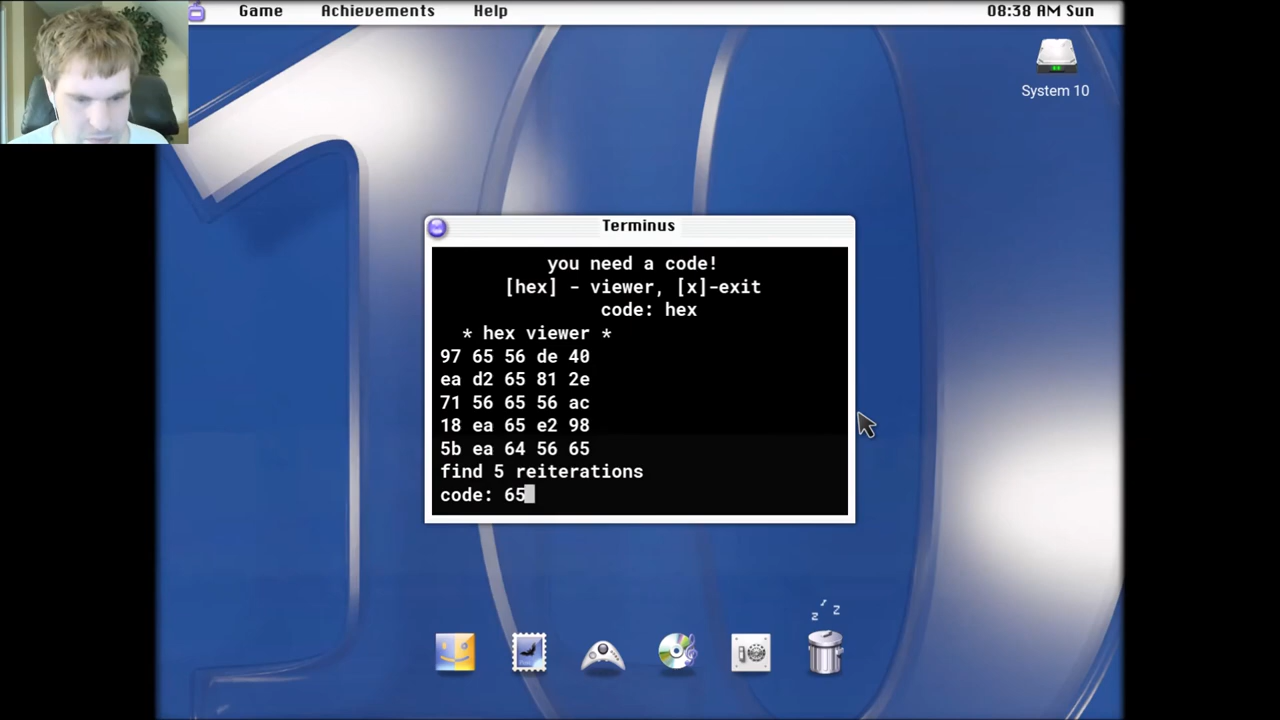 Game Achievements Help 08:38 AM Sun
System 10
Terminus
you need a code!
[hex] - viewer, [x]-exit
code: hex
* hex viewer *
97 65 56 de 40
ea d2 65 81 2e
71 56 65 56 ac
18 ea 65 e2 98
5b ea 64 56 65
find 5 reiterations
code: 65
z z z